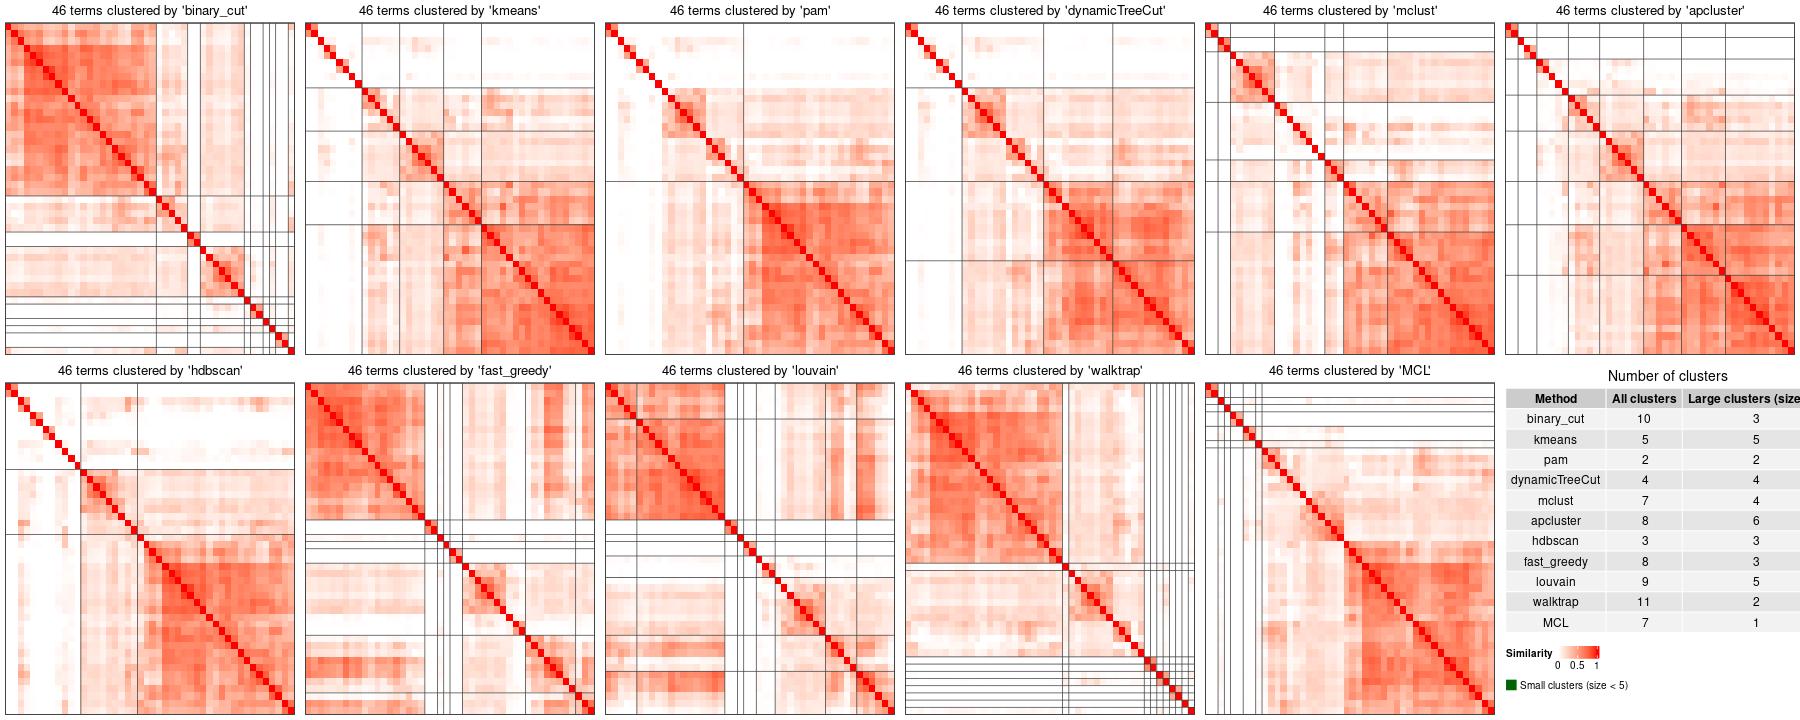 46 terms clustered by 'binary_cut'
46 terms clustered by 'kmeans'
46 terms clustered by 'pam'
46 terms clustered by 'dynamicTreeCut'
46 terms clustered by 'mclust'
46 terms clustered by 'apcluster'
46 terms clustered by 'hdbscan'
46 terms clustered by 'fast_greedy'
46 terms clustered by 'louvain'
46 terms clustered by 'walktrap'
46 terms clustered by 'MCL'
Number of clusters
Method All clusters Large clusters (size
binary_cut 10 3
kmeans 5 5
pam 2 2
dynamicTreeCut 4 4
mclust 7 4
apcluster 8 6
hdbscan 3 3
fast_greedy 8 3
louvain 9 5
walktrap 11 2
MCL 7 1
Similarity
0 0.5 1
Small clusters (size < 5)